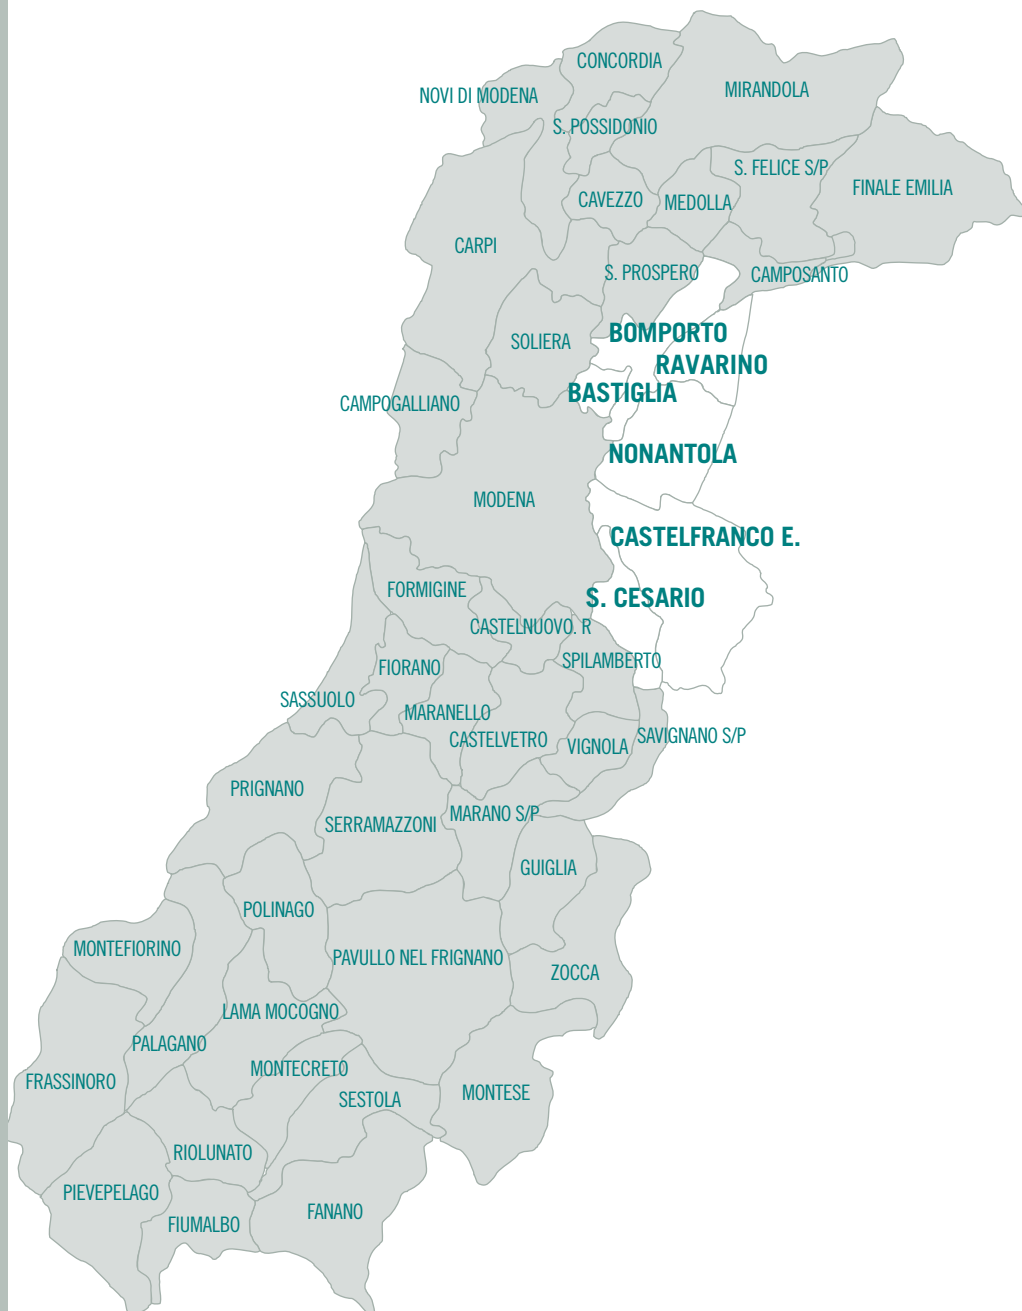 CONCORDIA
MIRANDOLA
NOVI DI MODENA
S. POSSIDONIO
S. FELICE S/P
FINALE EMILIA
CAVEZZO
MEDOLLA
CARPI
S. PROSPERO
CAMPOSANTO
BOMPORTO
SOLIERA
RAVARINO
BASTIGLIA
CAMPOGALLIANO
NONANTOLA
MODENA
CASTELFRANCO E.
FORMIGINE
S. CESARIO
CASTELNUOVO. R
SPILAMBERTO
FIORANO
SASSUOLO
MARANELLO
SAVIGNANO S/P
CASTELVETRO
VIGNOLA
PRIGNANO
MARANO S/P
SERRAMAZZONI
GUIGLIA
POLINAGO
MONTEFIORINO
PAVULLO NEL FRIGNANO
ZOCCA
LAMA MOCOGNO
PALAGANO
MONTECRETO
FRASSINORO
MONTESE
SESTOLA
RIOLUNATO
PIEVEPELAGO
FANANO
FIUMALBO